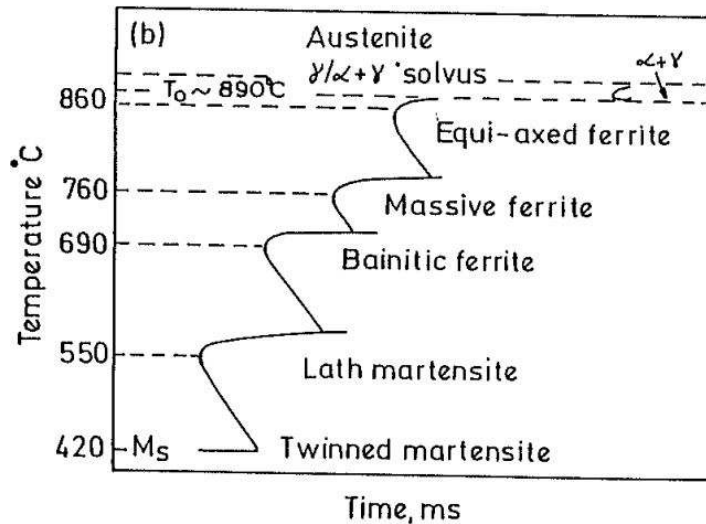 (b)
Austenite
γ/α+γ solvus
α+γ
T₀ ~ 890°C
860
Equi-axed ferrite
760
Massive ferrite
690
Bainitic ferrite
550
Lath martensite
420
Mₛ
Twinned martensite
Temperature °C
Time, ms